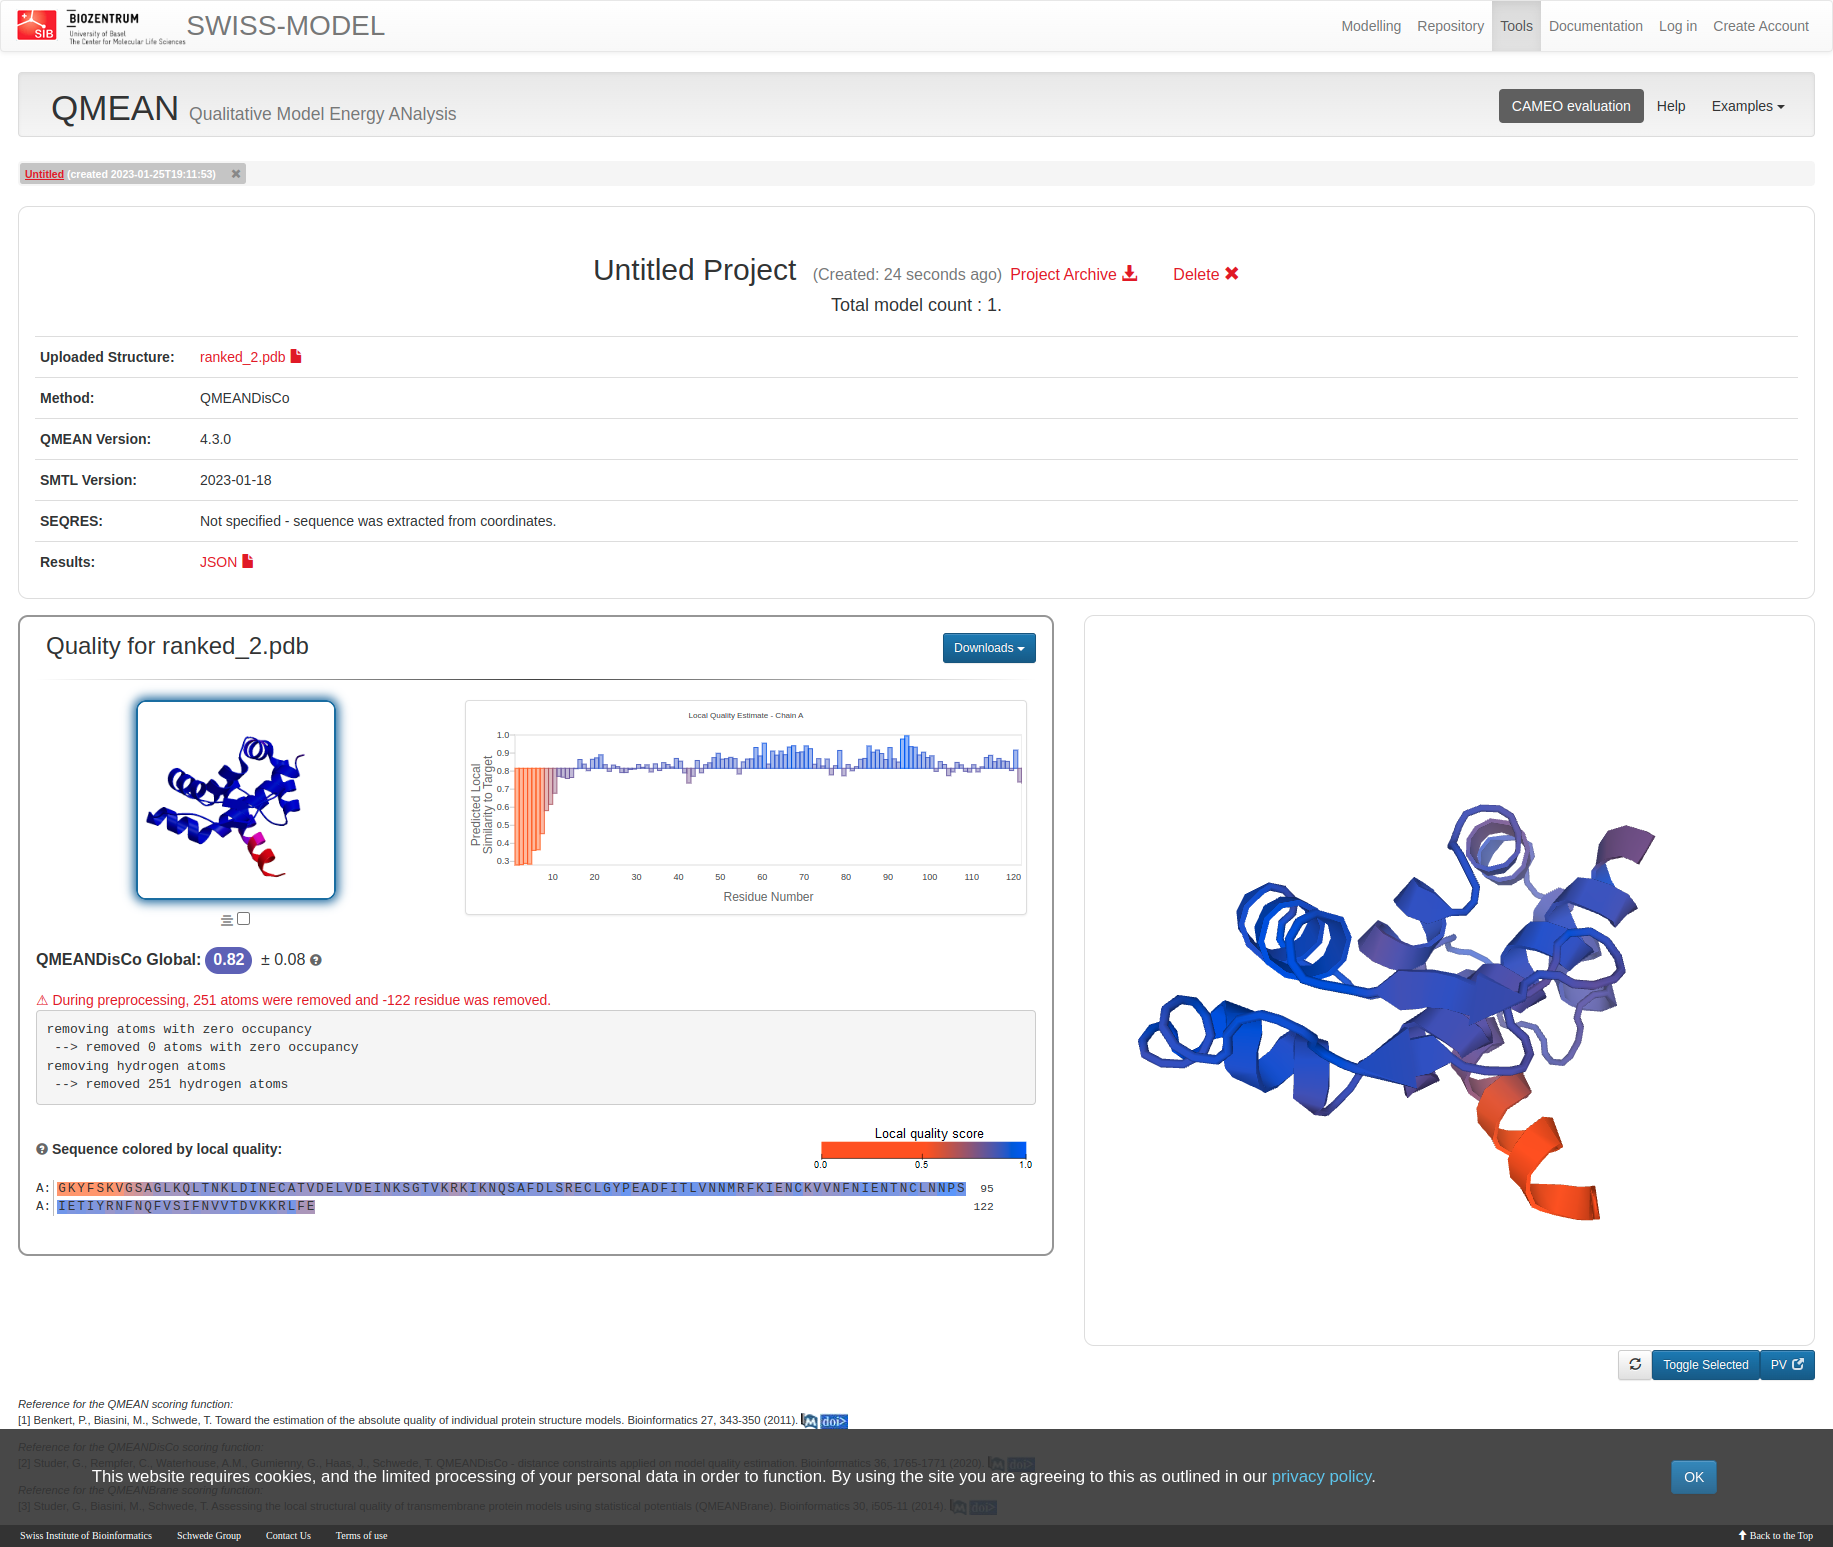 SIB
BIOZENTRUM
University of Basel
The Center for Molecular Life Sciences
SWISS-MODEL
Modelling Repository Tools Documentation Log in Create Account
QMEAN Qualitative Model Energy ANalysis
CAMEO evaluation Help Examples
Untitled (created 2023-01-25T19:11:53)
Untitled Project (Created: 24 seconds ago) Project Archive Delete
Total model count : 1.
Uploaded Structure: ranked_2.pdb
Method: QMEANDisCo
QMEAN Version: 4.3.0
SMTL Version: 2023-01-18
SEQRES: Not specified - sequence was extracted from coordinates.
Results: JSON
Quality for ranked_2.pdb
Downloads
Local Quality Estimate - Chain A
Predicted Local
Similarity to Target
1.0
0.9
0.8
0.7
0.6
0.5
0.4
0.3
10 20 30 40 50 60 70 80 90 100 110 120
Residue Number
QMEANDisCo Global: 0.82 ± 0.08
⚠ During preprocessing, 251 atoms were removed and -122 residue was removed.
removing atoms with zero occupancy
--> removed 0 atoms with zero occupancy
removing hydrogen atoms
--> removed 251 hydrogen atoms
Sequence colored by local quality:
Local quality score
0.0 0.5 1.0
A: GKYFSKVGSAGLKQLTNKLDINECATVDELVDEINKSGTVKRKIKNQSAFDLSRECLGYPEADFITLVNNMRFKIENCKVVNFNIENTNCLNNPS 95
A: IETIYRNFNQFVSIFNVVTDVKKRLFE 122
Toggle Selected PV
Reference for the QMEAN scoring function:
[1] Benkert, P., Biasini, M., Schwede, T. Toward the estimation of the absolute quality of individual protein structure models. Bioinformatics 27, 343-350 (2011). M doi>
Reference for the QMEANDisCo scoring function:
[2] Studer, G., Rempfer, C., Waterhouse, A.M., Gumienny, G., Haas, J., Schwede, T. QMEANDisCo - distance constraints applied on model quality estimation. Bioinformatics 36, 1765-1771 (2020). M doi>
This website requires cookies, and the limited processing of your personal data in order to function. By using the site you are agreeing to this as outlined in our privacy policy.
OK
Reference for the QMEANBrane scoring function:
[3] Studer, G., Biasini, M., Schwede, T. Assessing the local structural quality of transmembrane protein models using statistical potentials (QMEANBrane). Bioinformatics 30, i505-11 (2014). M doi>
Swiss Institute of Bioinformatics Schwede Group Contact Us Terms of use Back to the Top